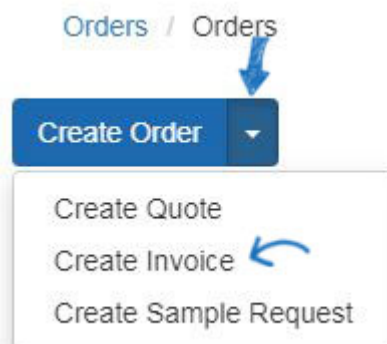 Orders / Orders
Create Order
Create Quote
Create Invoice
Create Sample Request